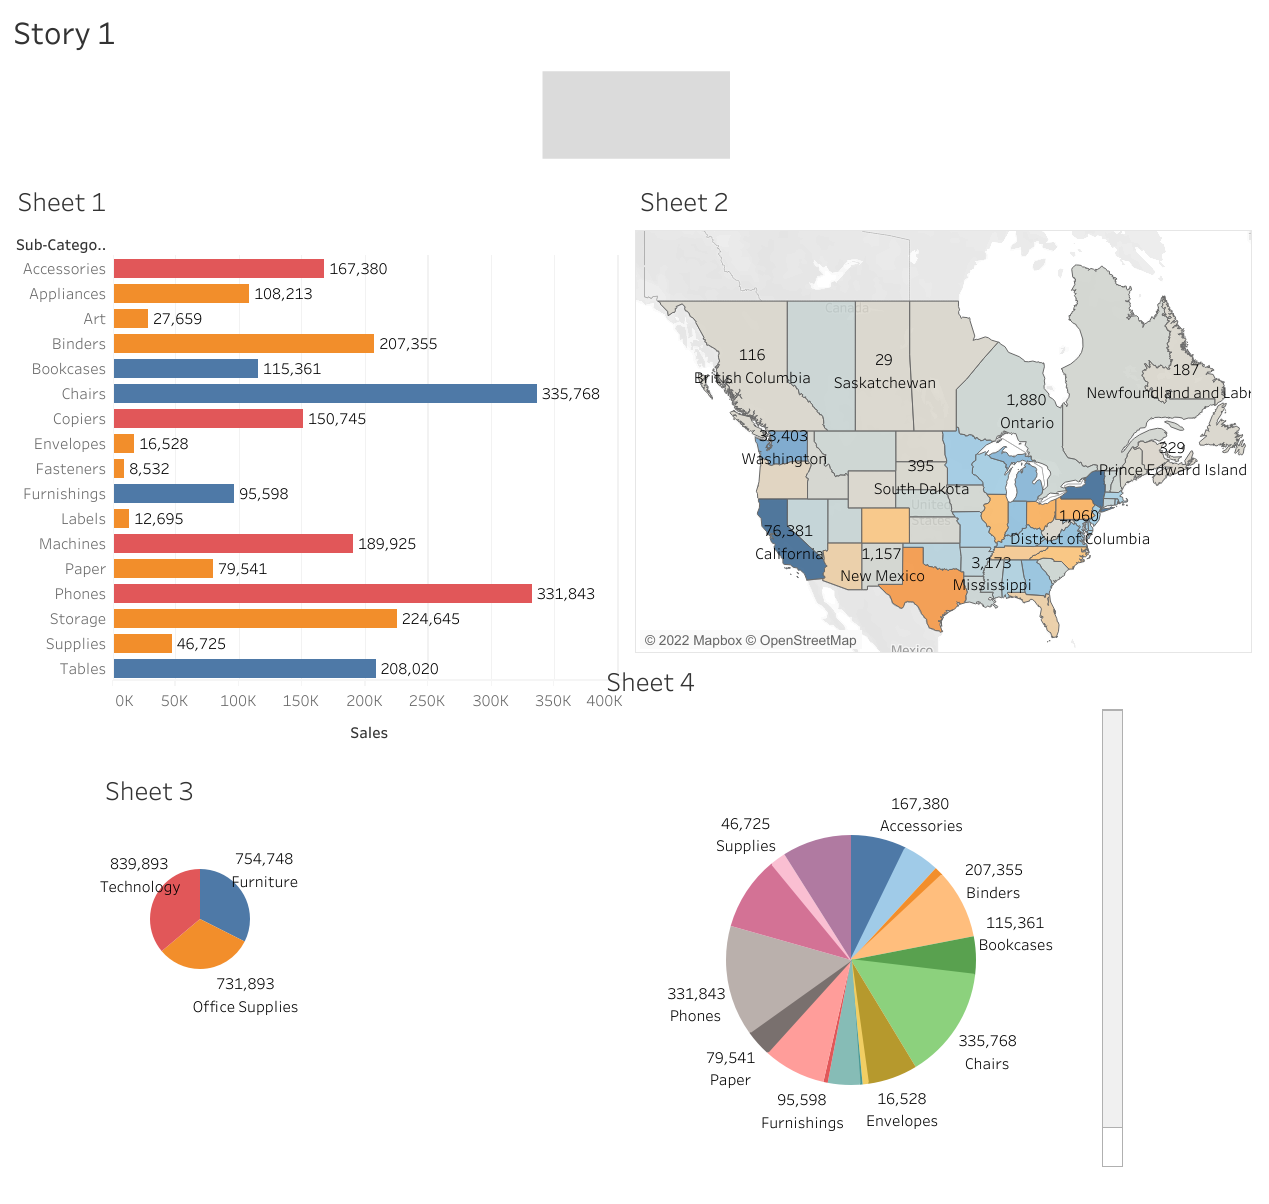 Story 1
Sheet 1
Sub-Catego..
Accessories 167,380
Appliances 108,213
Art 27,659
Binders 207,355
Bookcases 115,361
Chairs 335,768
Copiers 150,745
Envelopes 16,528
Fasteners 8,532
Furnishings 95,598
Labels 12,695
Machines 189,925
Paper 79,541
Phones 331,843
Storage 224,645
Supplies 46,725
Tables 208,020
0K 50K 100K 150K 200K 250K 300K 350K 400K
Sales
Sheet 2
Canada
116
British Columbia
29
Saskatchewan
187
Newfoundland and Labr
1,880
Ontario
329
Prince Edward Island
33,403
Washington
395
South Dakota
United
States
1,060
District of Columbia
76,381
California
1,157
New Mexico
3,173
Mississippi
© 2022 Mapbox © OpenStreetMap
Mexico
Sheet 3
839,893
Technology
754,748
Furniture
731,893
Office Supplies
Sheet 4
167,380
Accessories
46,725
Supplies
207,355
Binders
115,361
Bookcases
331,843
Phones
335,768
Chairs
79,541
Paper
95,598
Furnishings
16,528
Envelopes